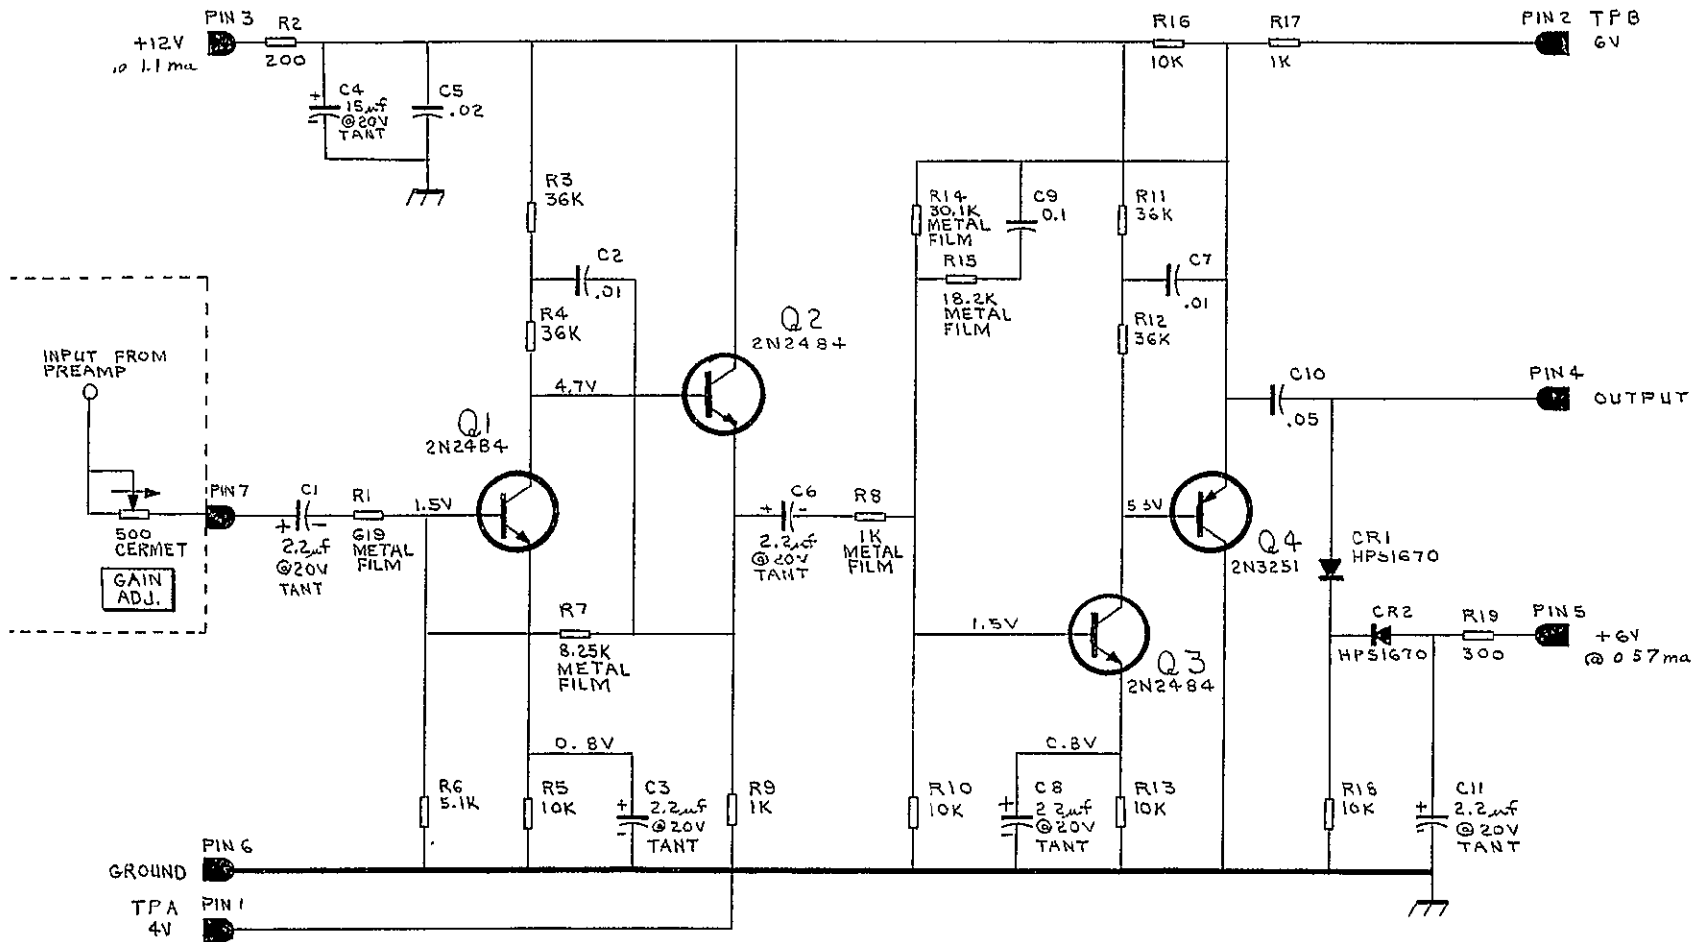 PIN 3
+12V
.0 1.1 ma
R2
200
C4
15uf
@20V
TANT
C5
.02
R16
10K
R17
1K
PIN 2 TPB
6V
R3
36K
C2
.01
R4
36K
Q2
2N2484
4.7V
R14
30.1K
METAL
FILM
C9
0.1
R15
18.2K
METAL
FILM
R11
36K
C7
.01
R12
36K
INPUT FROM
PREAMP
500
CERMET
GAIN
ADJ.
PIN 7
C1
+ -
2.2uf
@20V
TANT
R1
619
METAL
FILM
1.5V
Q1
2N2484
C6
+ -
2.2uf
@20V
TANT
R8
1K
METAL
FILM
5 3V
Q4
2N3251
C10
.05
PIN 4
OUTPUT
CR1
HPS1670
CR2
HPS1670
R19
300
PIN 5
+6V
@ 0 57ma
R7
8.25K
METAL
FILM
1.5V
Q3
2N2484
0.8V
R6
5.1K
R5
10K
C3
2.2uf
@20V
TANT
R9
1K
R10
10K
0.8V
C8
2 2uf
@20V
TANT
R13
10K
R18
10K
C11
2.2uf
@20V
TANT
PIN 6
GROUND
TPA PIN 1
4V